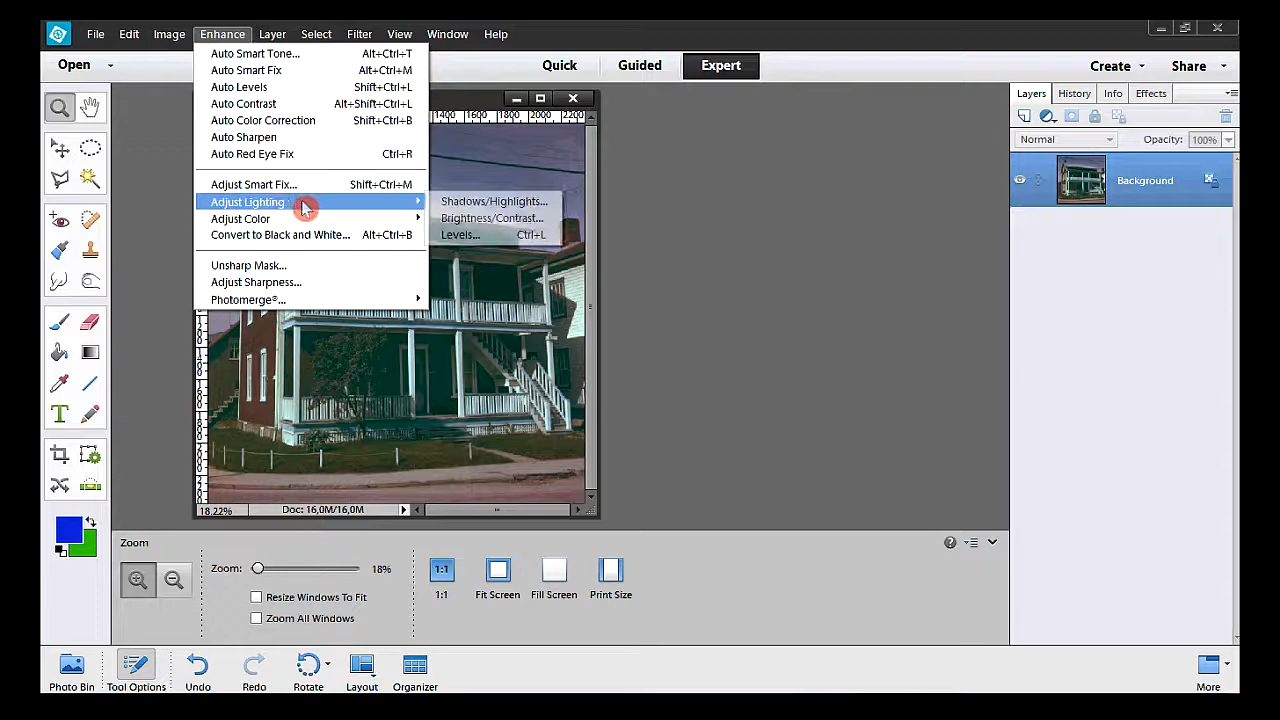 File Edit Image Enhance Layer Select Filter View Window Help
Open Quick Guided Expert Create Share
Auto Smart Tone... Alt+Ctrl+T
Auto Smart Fix Alt+Ctrl+M
Auto Levels Shift+Ctrl+L
Auto Contrast Alt+Shift+Ctrl+L
Auto Color Correction Shift+Ctrl+B
Auto Sharpen
Auto Red Eye Fix Ctrl+R
Adjust Smart Fix... Shift+Ctrl+M
Adjust Lighting
Adjust Color
Convert to Black and White... Alt+Ctrl+B
Unsharp Mask...
Adjust Sharpness...
Photomerge®...
Shadows/Highlights...
Brightness/Contrast...
Levels... Ctrl+L
1400 1600 1800 2000 2200
18.22% Doc: 16,0M/16,0M
Layers History Info Effects
Normal Opacity: 100%
Background
Zoom
Zoom: 18%
Resize Windows To Fit
Zoom All Windows
1:1
1:1 Fit Screen Fill Screen Print Size
Photo Bin Tool Options Undo Redo Rotate Layout Organizer More